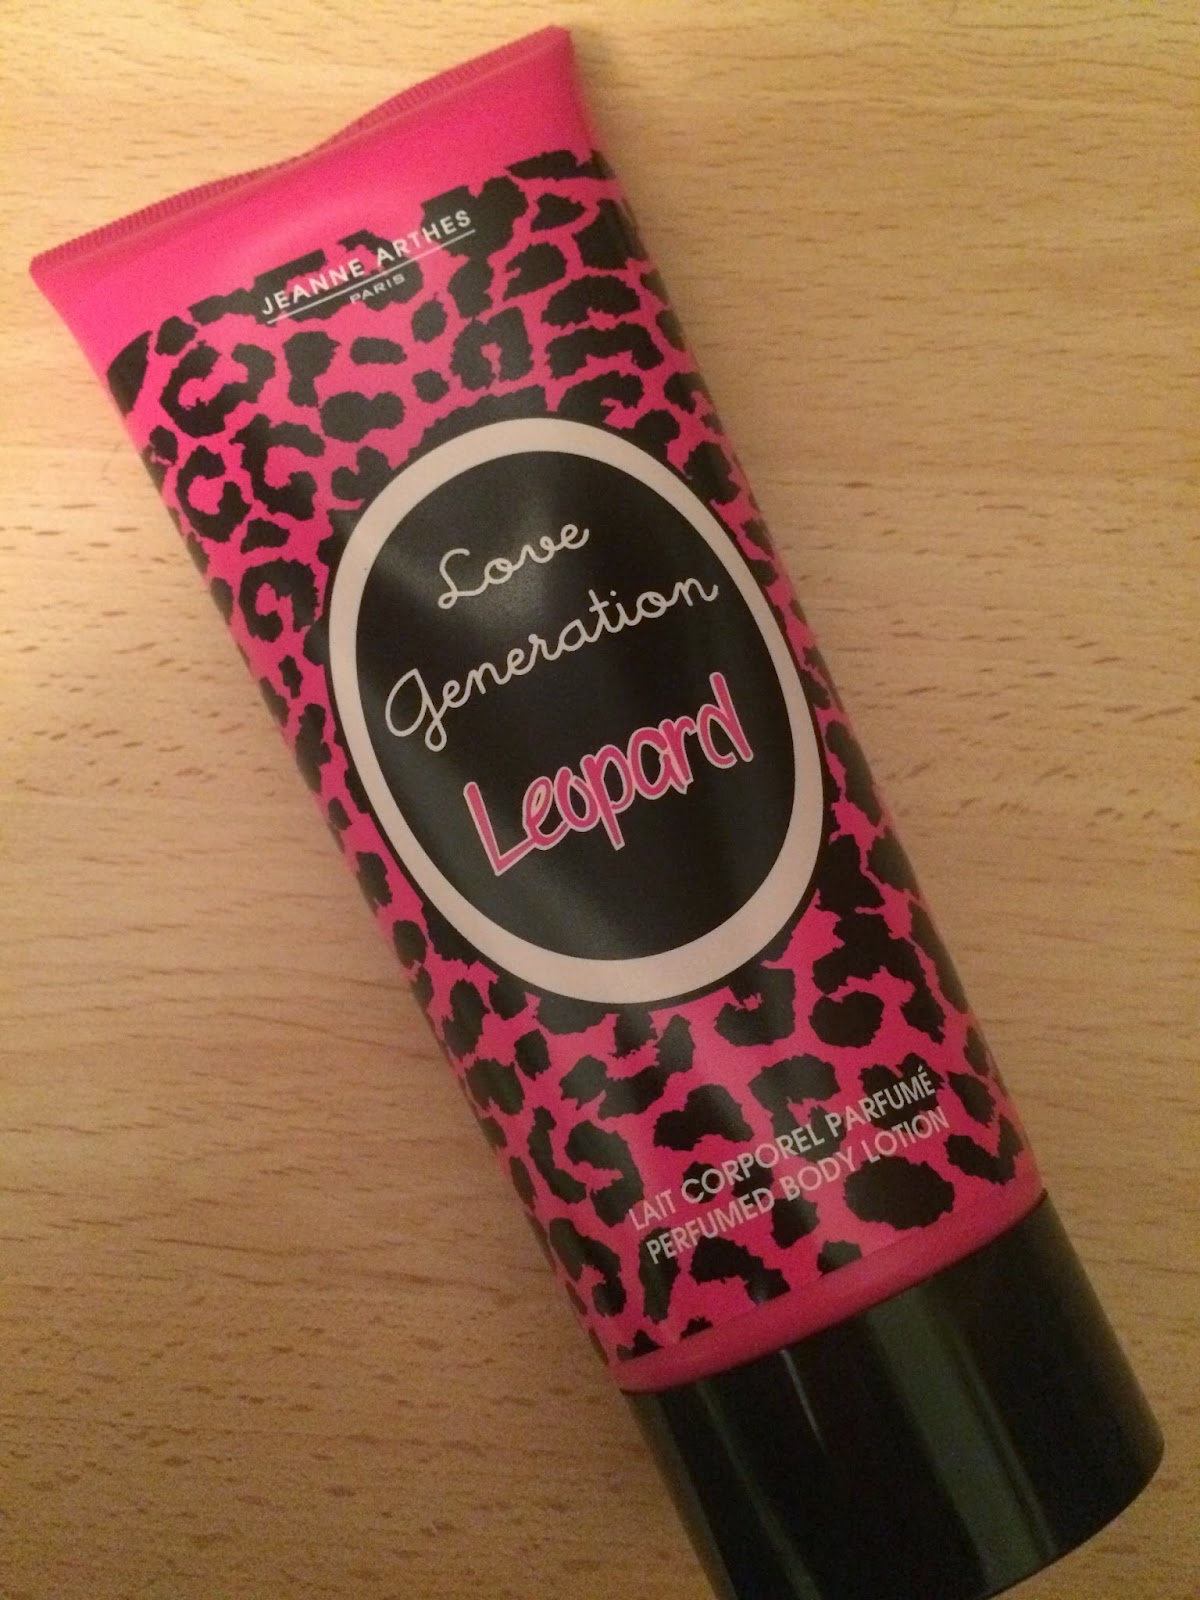 JEANNE ARTHES
PARIS
Love
Generation
Leopard
LAIT CORPOREL PARFUMÉ
PERFUMED BODY LOTION